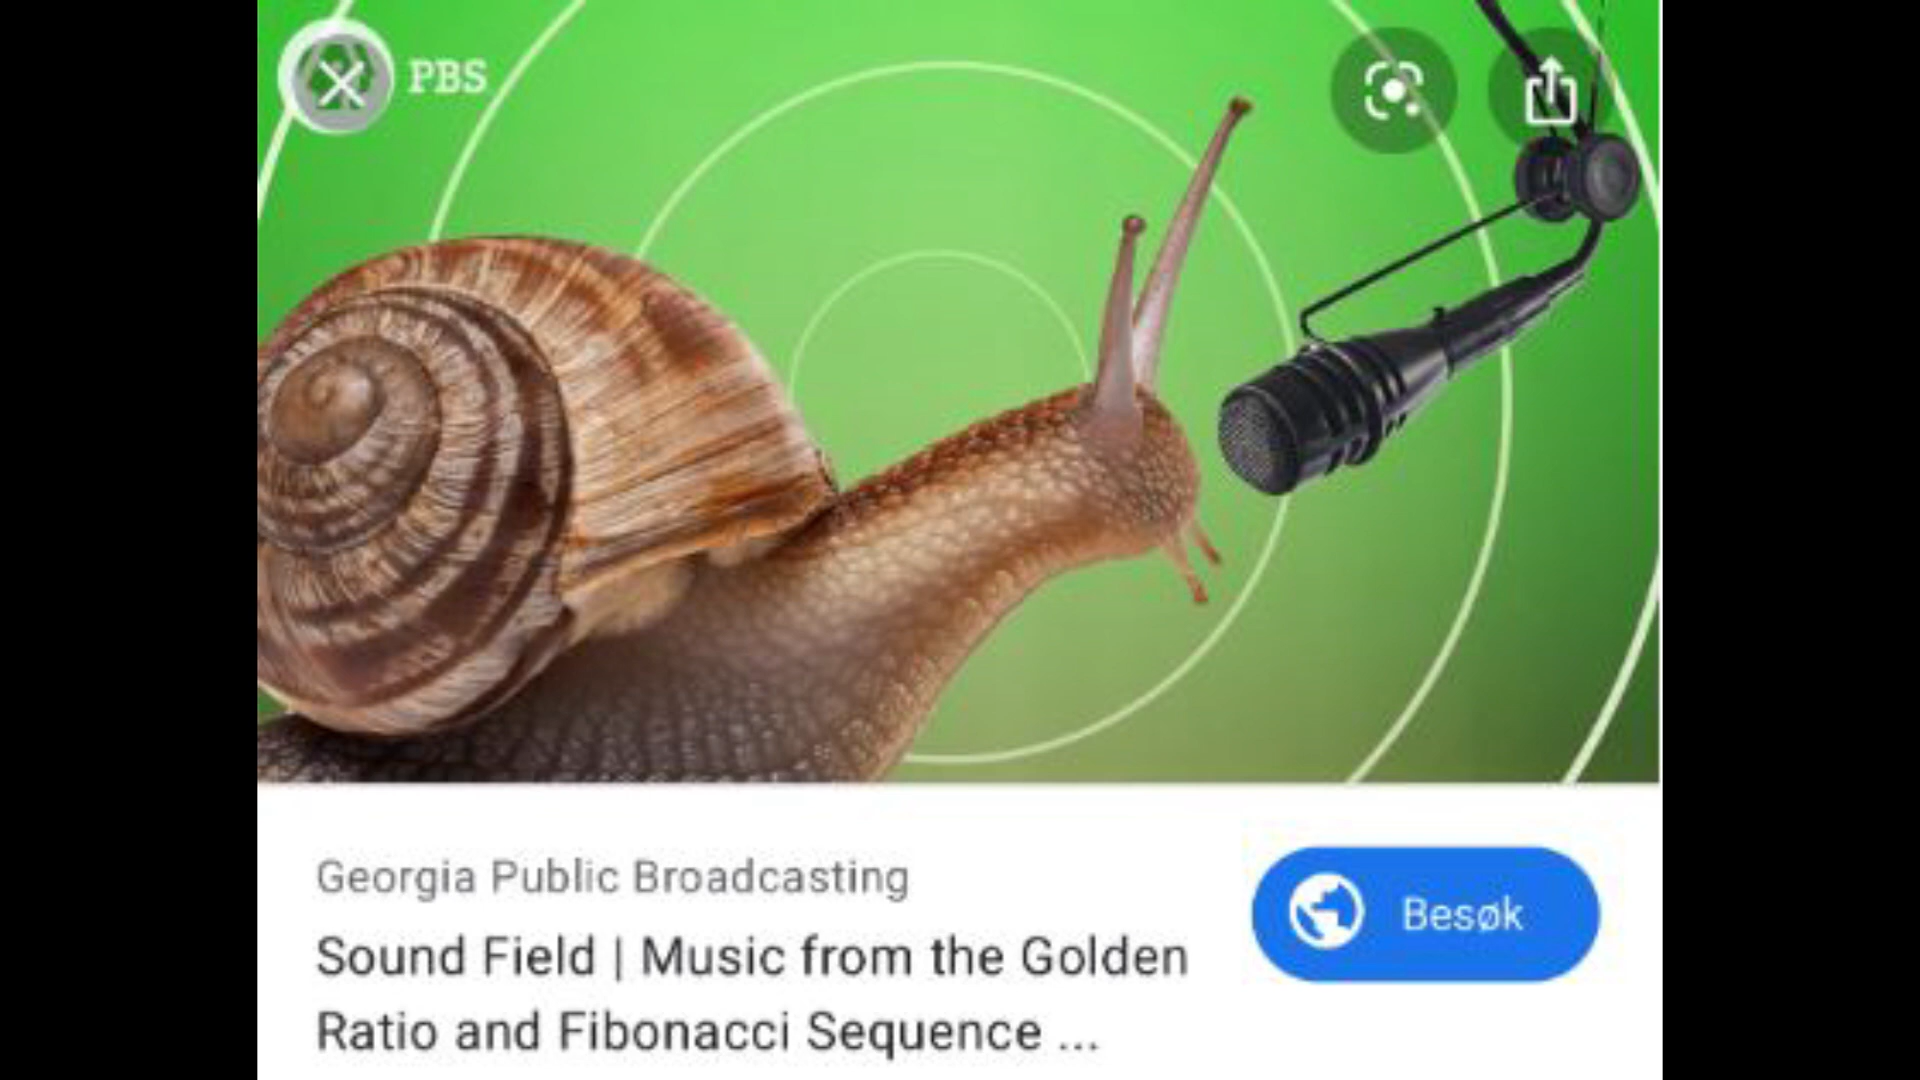 PBS
Georgia Public Broadcasting
Besøk
Sound Field | Music from the Golden
Ratio and Fibonacci Sequence ...